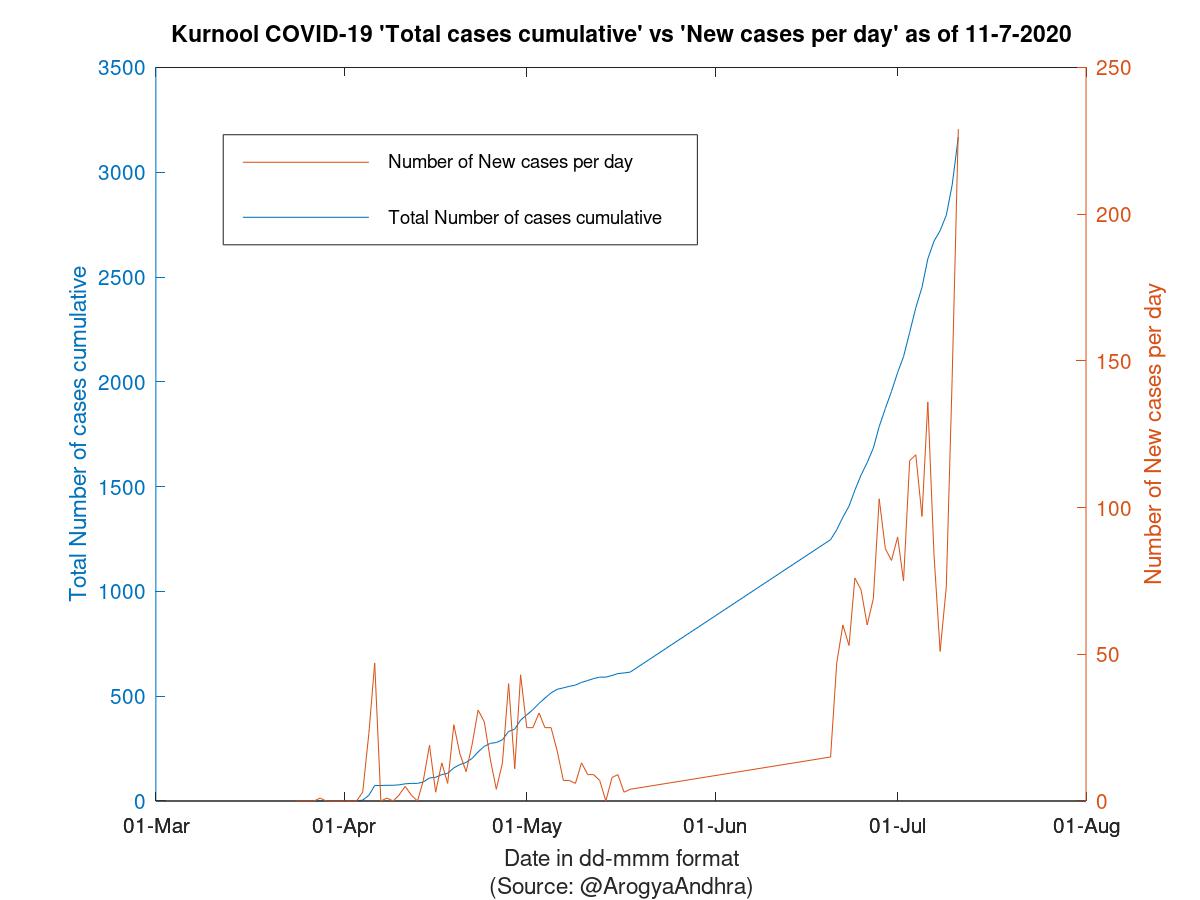 Kurnool COVID-19 'Total cases cumulative' vs 'New cases per day' as of 11-7-2020
3500
3000
2500
2000
1500
1000
500
0
Total Number of cases cumulative
Number of New cases per day
Total Number of cases cumulative
250
200
150
100
50
0
Number of New cases per day
01-Mar 01-Apr 01-May 01-Jun 01-Jul 01-Aug
Date in dd-mmm format
(Source: @ArogyaAndhra)